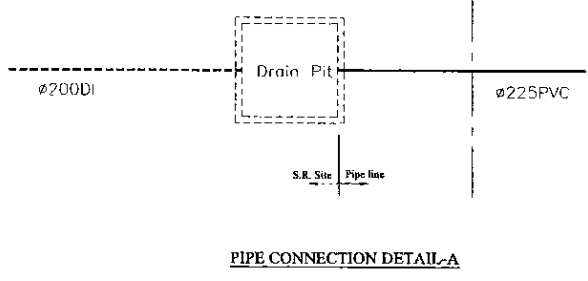 Drain Pit
ø200DI
ø225PVC
S.R. Site Pipe line
PIPE CONNECTION DETAIL-A